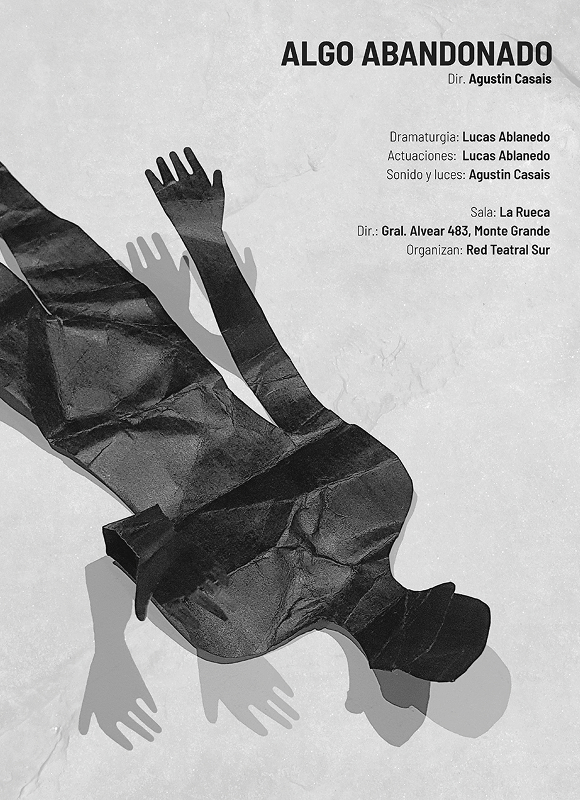 ALGO ABANDONADO
Dir. Agustin Casais
Dramaturgia: Lucas Ablanedo
Actuaciones: Lucas Ablanedo
Sonido y luces: Agustin Casais
Sala: La Rueca
Dir.: Gral. Alvear 483, Monte Grande
Organizan: Red Teatral Sur